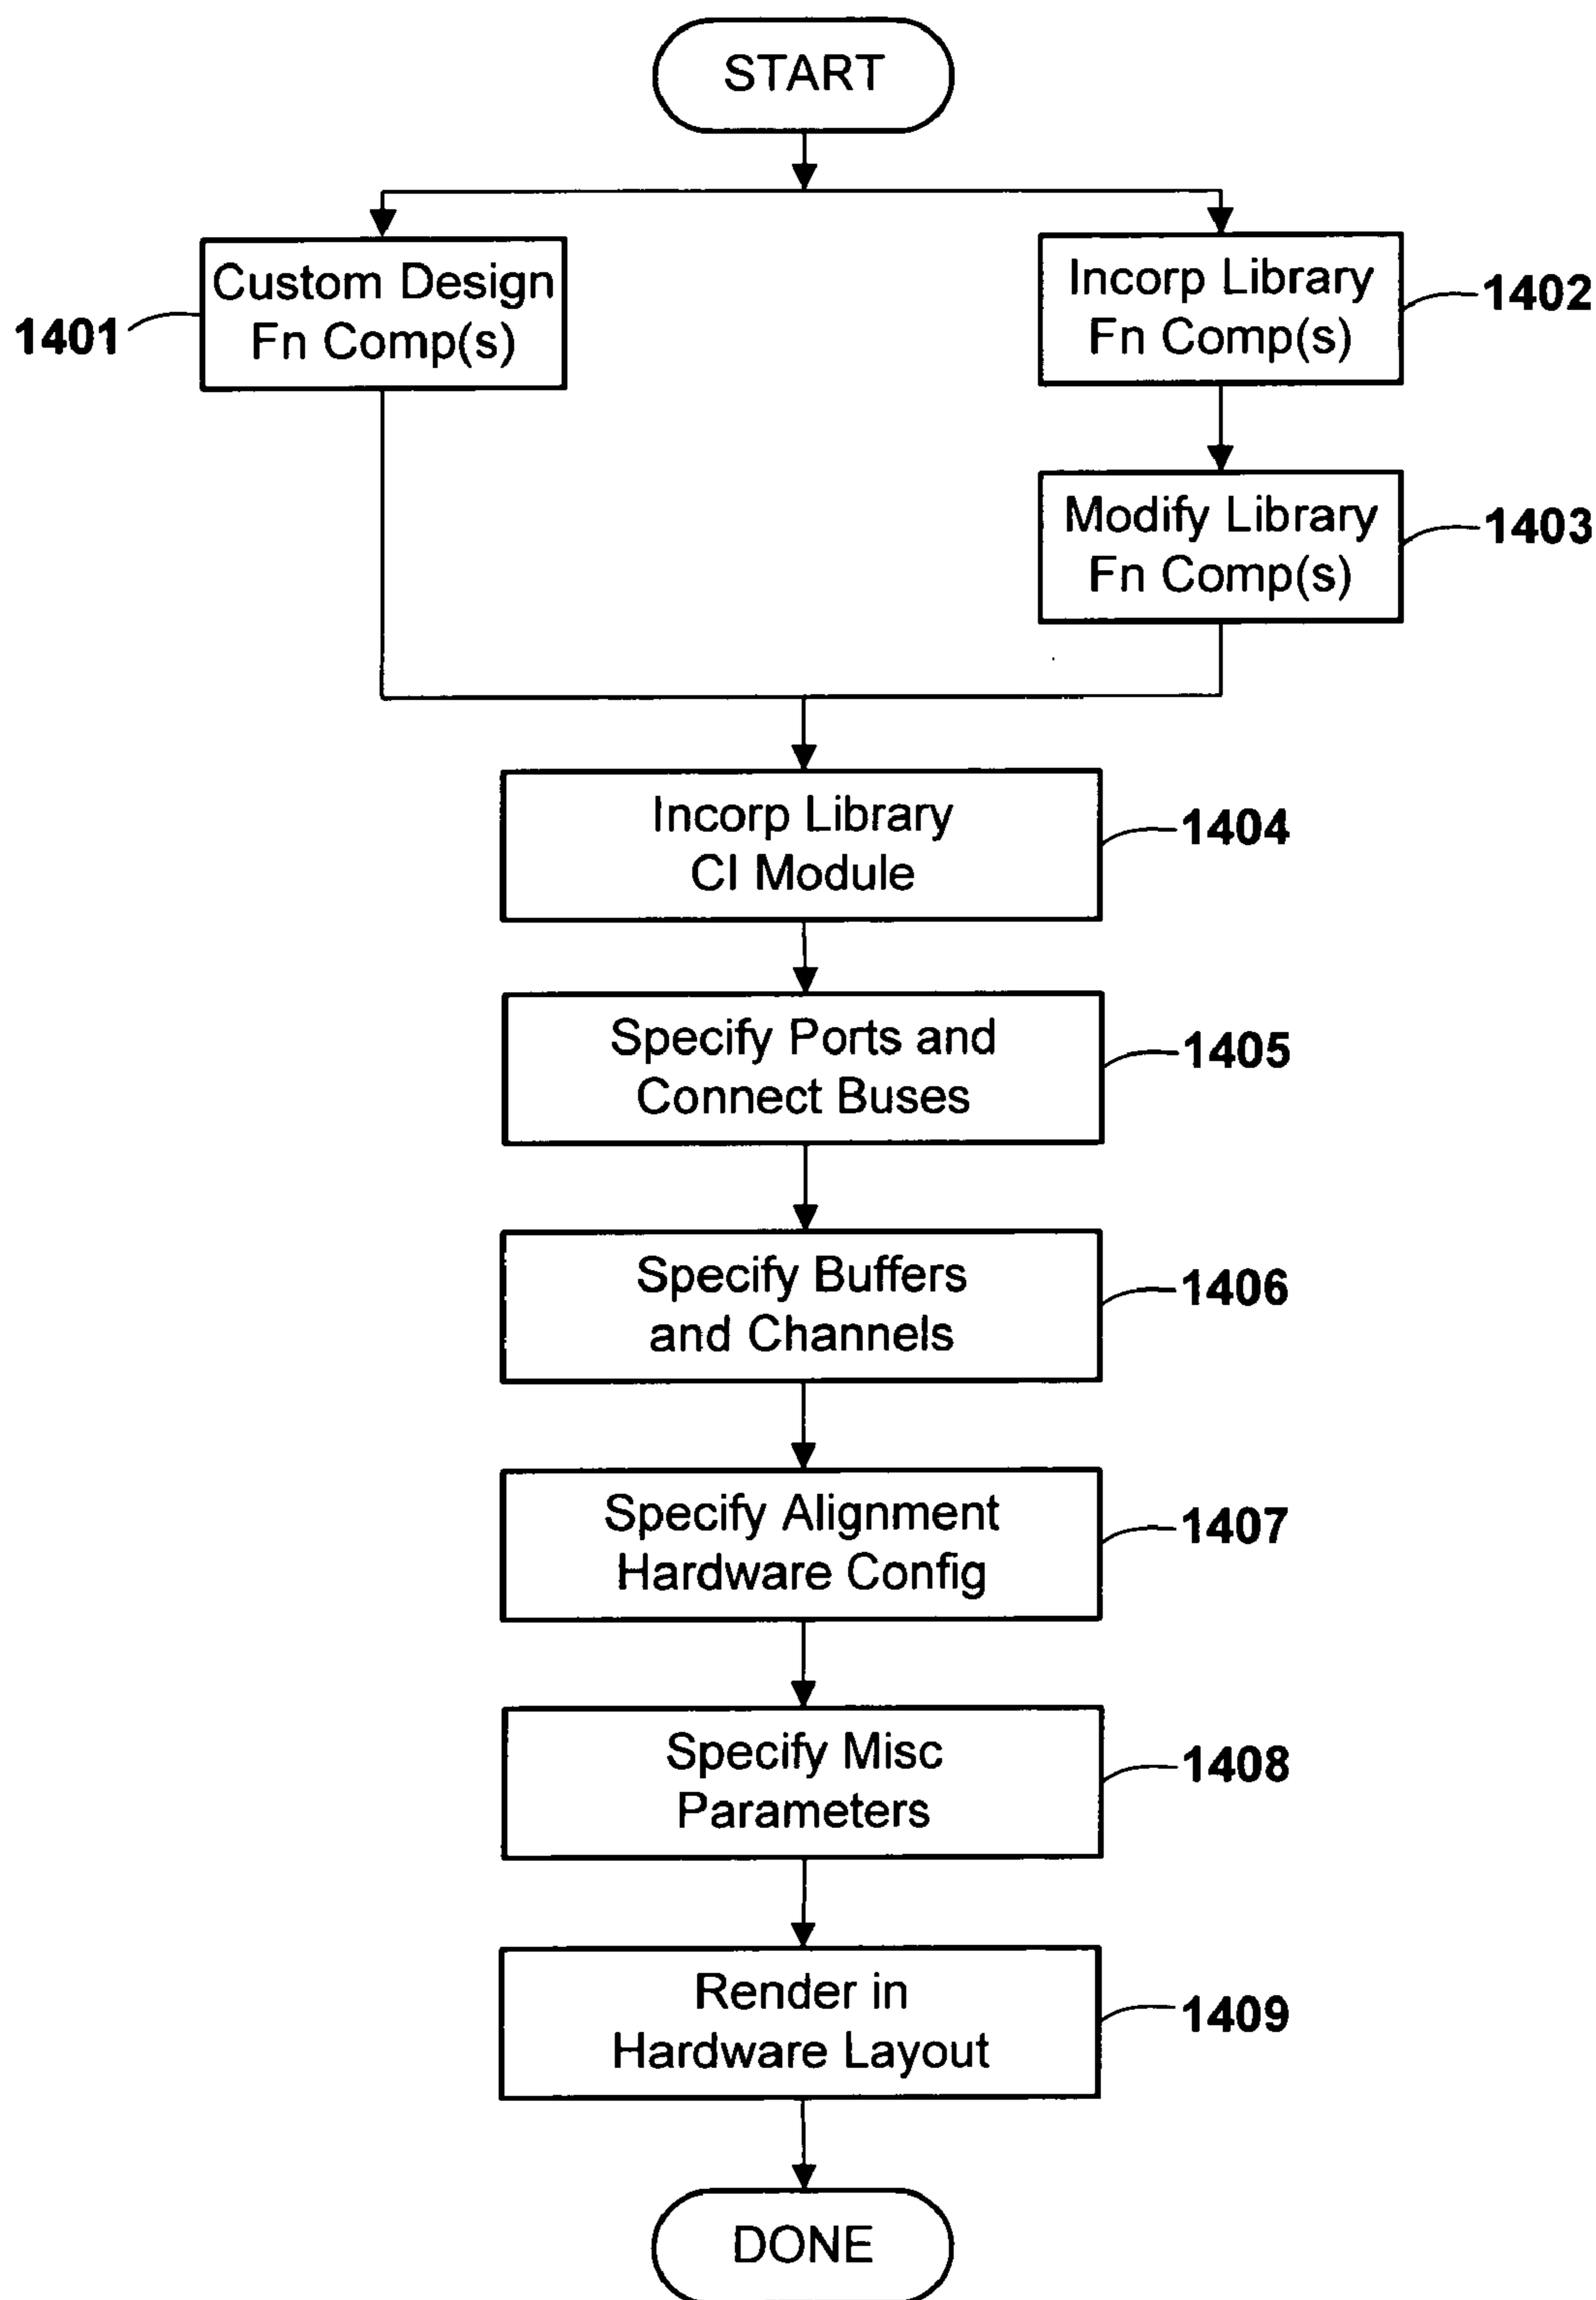 START
Custom Design
Fn Comp(s)
1401
Incorp Library
Fn Comp(s)
1402
Modify Library
Fn Comp(s)
1403
Incorp Library
CI Module
1404
Specify Ports and
Connect Buses
1405
Specify Buffers
and Channels
1406
Specify Alignment
Hardware Config
1407
Specify Misc
Parameters
1408
Render in
Hardware Layout
1409
DONE